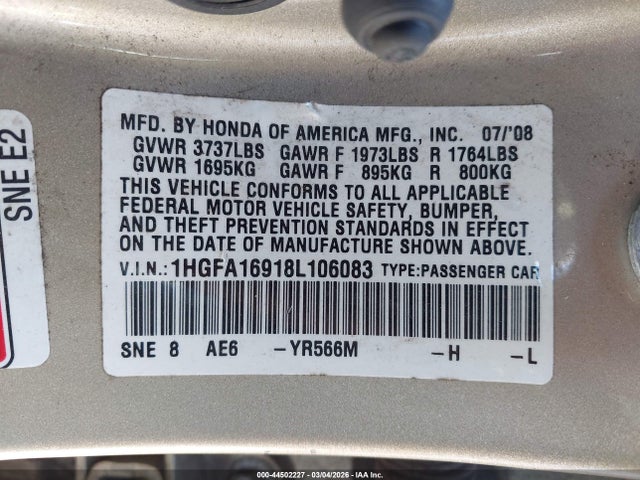 SNE E2
MFD. BY HONDA OF AMERICA MFG., INC. 07/'08
GVWR 3737LBS GAWR F 1973LBS R 1764LBS
GVWR 1695KG GAWR F 895KG R 800KG
THIS VEHICLE CONFORMS TO ALL APPLICABLE
FEDERAL MOTOR VEHICLE SAFETY, BUMPER,
AND THEFT PREVENTION STANDARDS IN EFFECT
ON THE DATE OF MANUFACTURE SHOWN ABOVE.
V.I.N.: 1HGFA16918L106083 TYPE:PASSENGER CAR
SNE 8 AE6 -YR566M -H -L
000-44502227 - 03/04/2026 - IAA Inc.